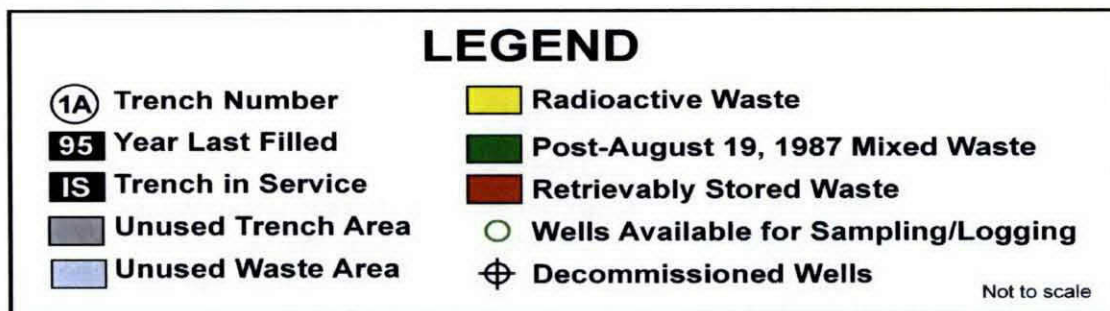 LEGEND
1A Trench Number
95 Year Last Filled
IS Trench in Service
Unused Trench Area
Unused Waste Area
Radioactive Waste
Post-August 19, 1987 Mixed Waste
Retrievably Stored Waste
Wells Available for Sampling/Logging
Decommissioned Wells
Not to scale